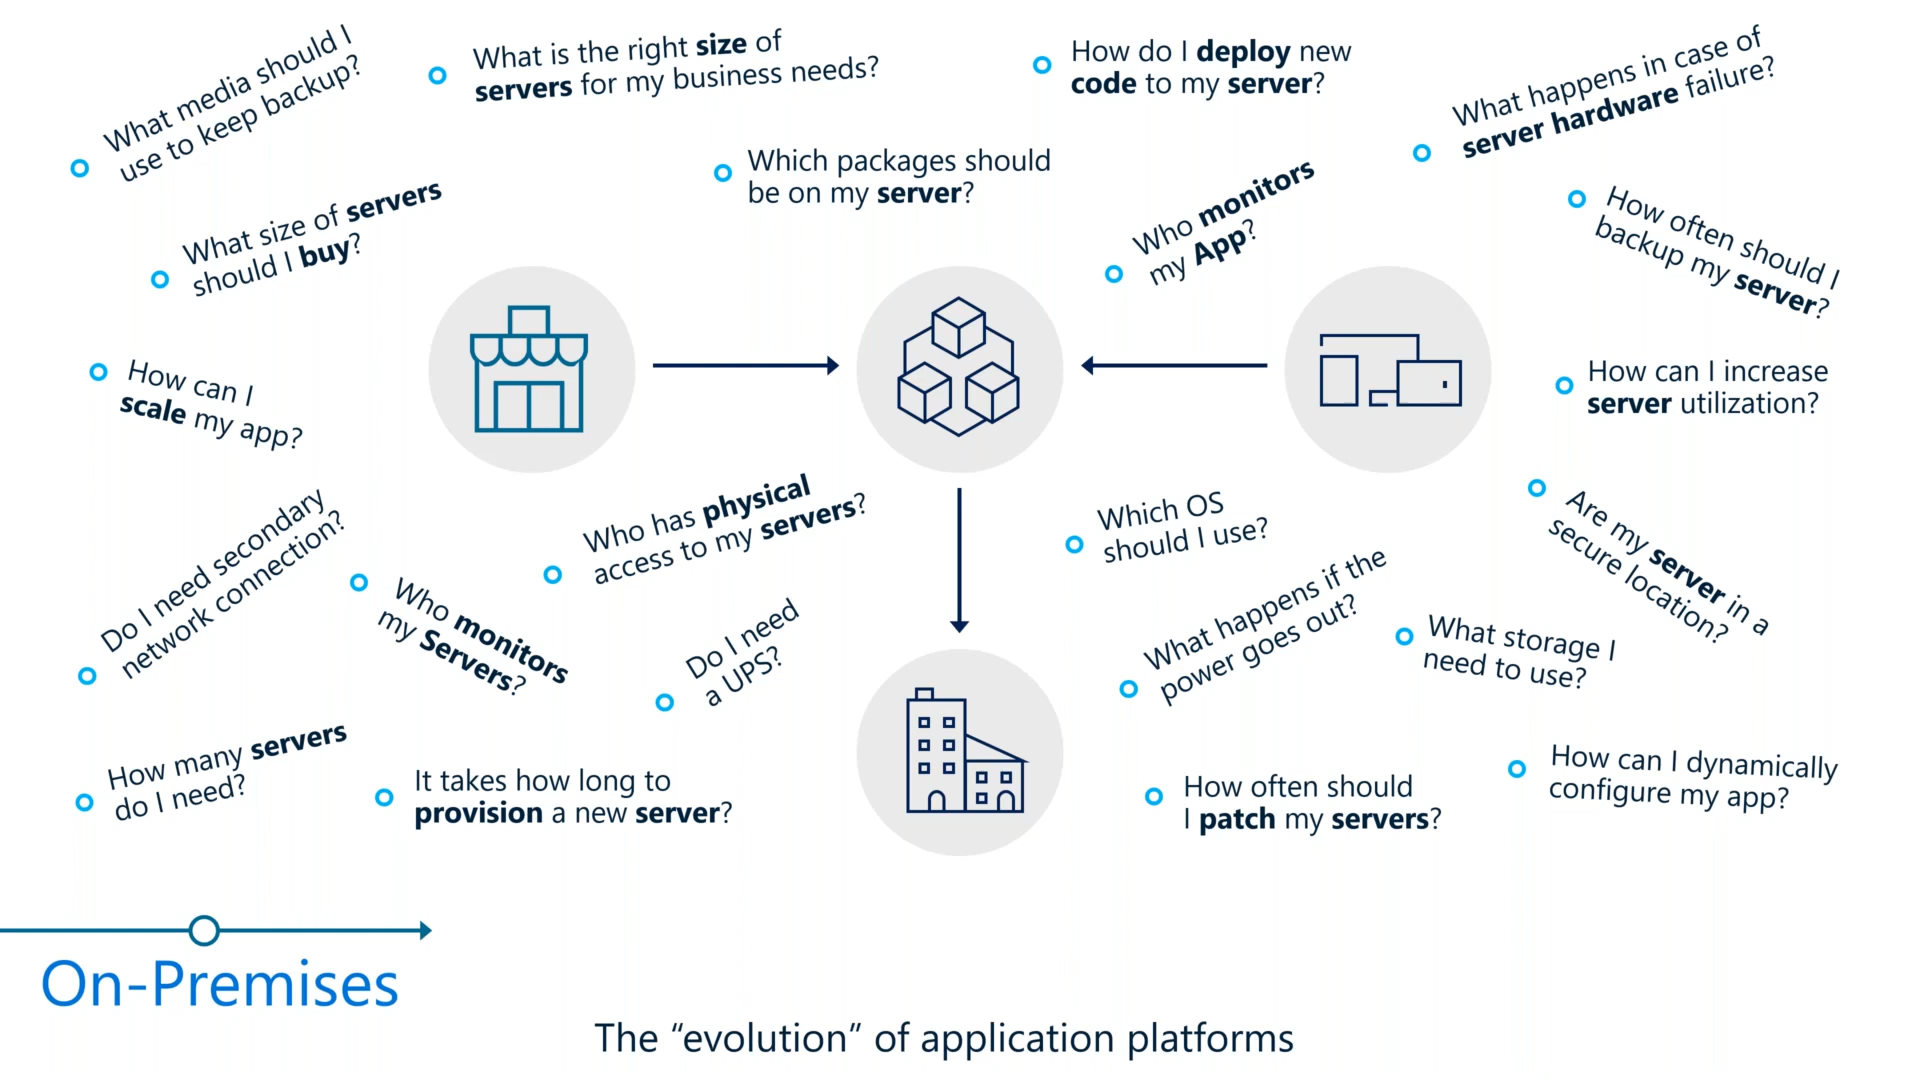 What media should I
use to keep backup?
What is the right size of
servers for my business needs?
How do I deploy new
code to my server?
What happens in case of
server hardware failure?
Which packages should
be on my server?
Who monitors
my App?
How often should I
backup my server?
What size of servers
should I buy?
How can I
scale my app?
How can I increase
server utilization?
Who has physical
access to my servers?
Which OS
should I use?
Are my server in a
secure location?
Do I need secondary
network connection?
Who monitors
my Servers?
Do I need
a UPS?
What happens if the
power goes out?
What storage I
need to use?
How many servers
do I need?
It takes how long to
provision a new server?
How often should
I patch my servers?
How can I dynamically
configure my app?
On-Premises
The “evolution” of application platforms